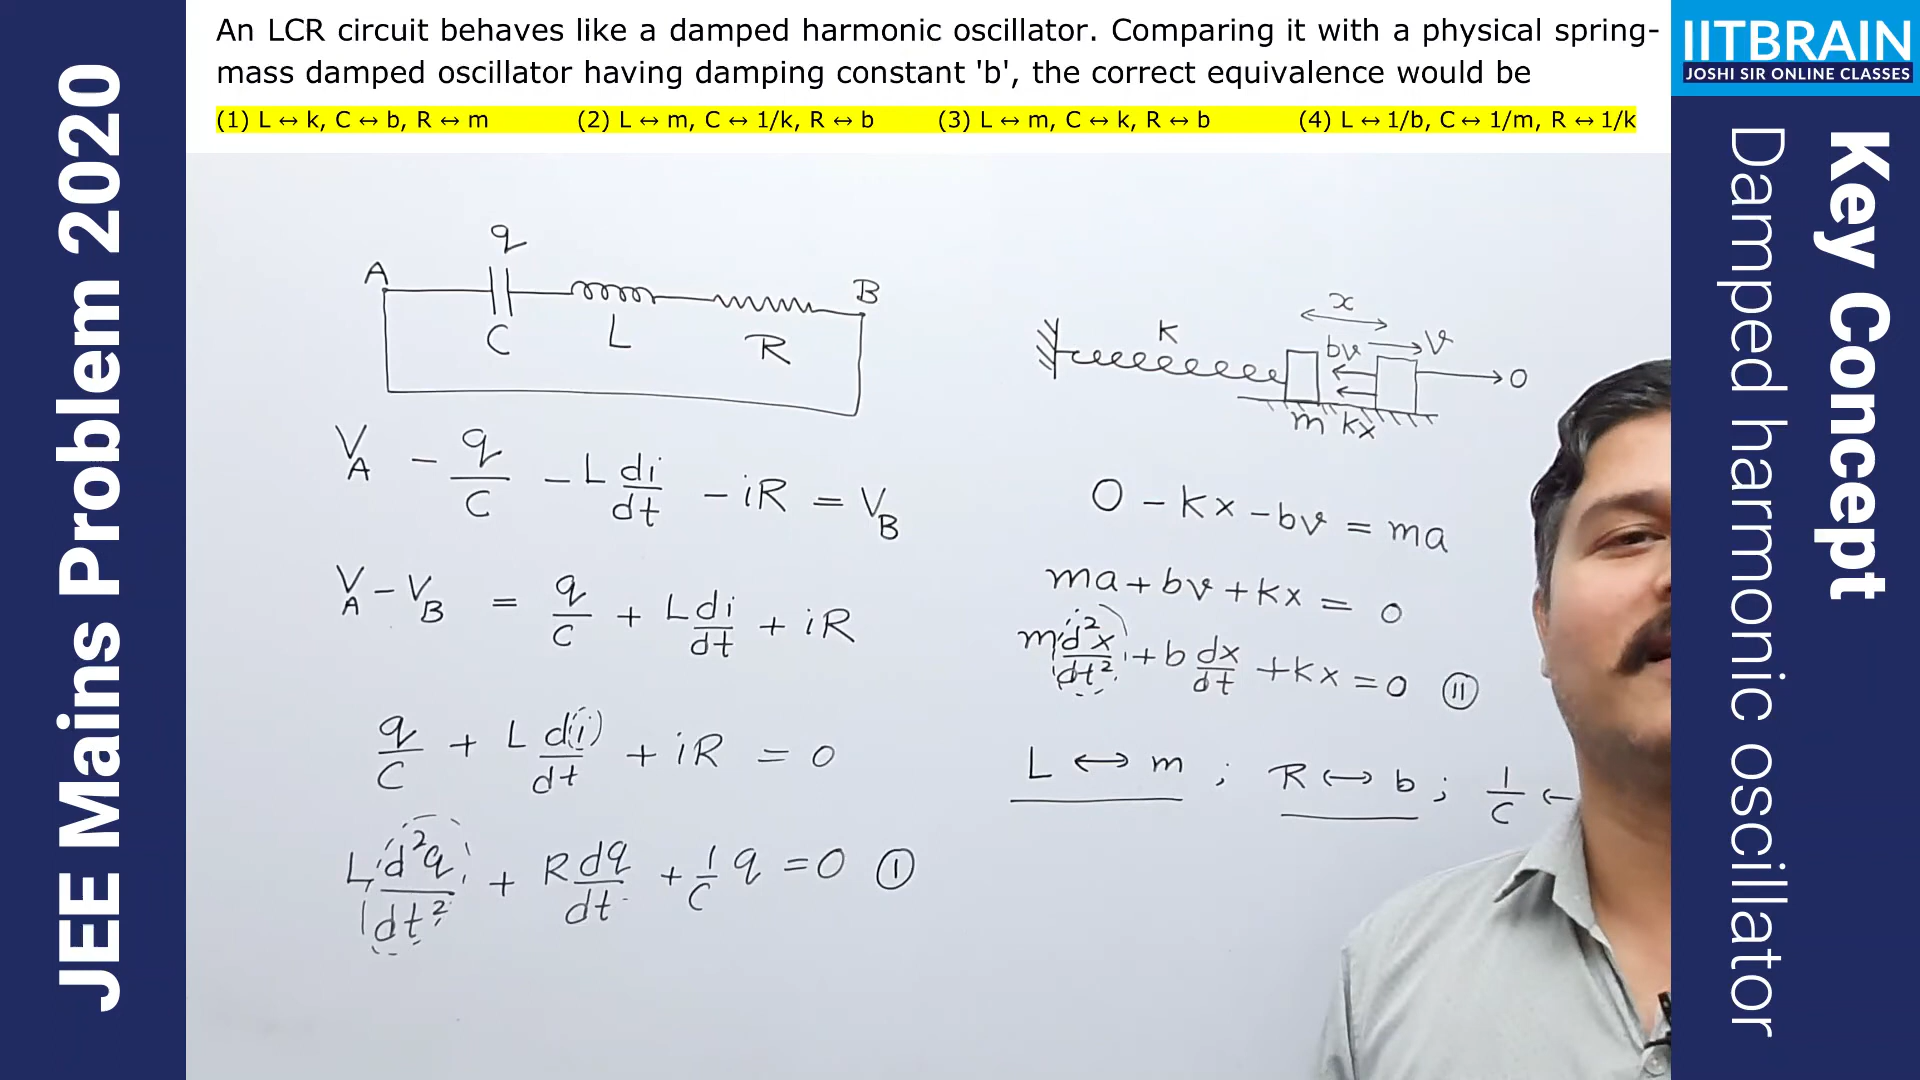 An LCR circuit behaves like a damped harmonic oscillator. Comparing it with a physical spring-
mass damped oscillator having damping constant 'b', the correct equivalence would be
(1) L ↔ k, C ↔ b, R ↔ m (2) L ↔ m, C ↔ 1/k, R ↔ b (3) L ↔ m, C ↔ k, R ↔ b (4) L ↔ 1/b, C ↔ 1/m, R ↔ 1/k
IITBRAIN
JOSHI SIR ONLINE CLASSES
JEE Mains Problem 2020
Key Concept
Damped harmonic oscillator
q
A B
C L R
V_A - q/C - L di/dt - iR = V_B
V_A - V_B = q/C + L di/dt + iR
q/C + L d(i)/dt + iR = 0
L d²q/dt² + R dq/dt + 1/C q = 0 ①
x
K bv v
0
m kx
0 - kx - bv = ma
ma + bv + kx = 0
m d²x/dt² + b dx/dt + kx = 0 ⑪
L ↔ m ; R ↔ b ; 1/C ←